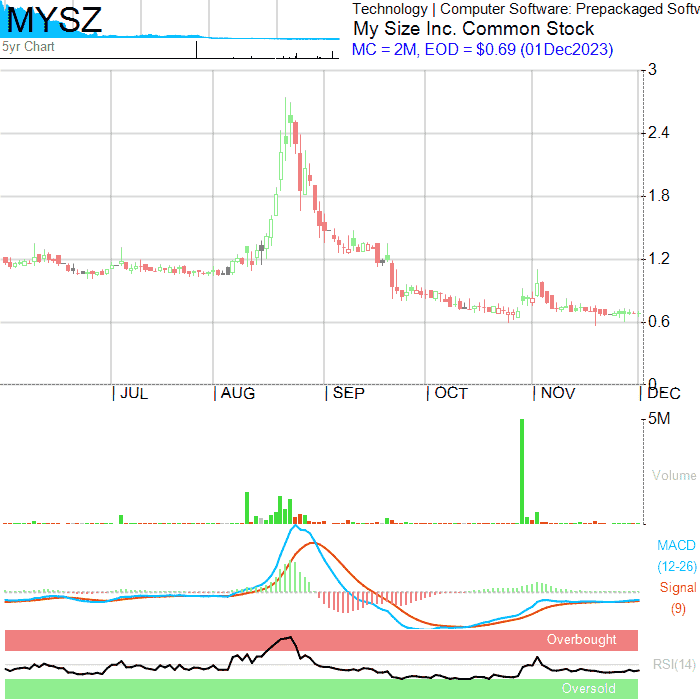 MYSZ
Technology | Computer Software: Prepackaged Softw
5yr Chart
My Size Inc. Common Stock
MC = 2M, EOD = $0.69 (01Dec2023)
3
2.4
1.8
1.2
0.6
0
JUL
AUG
SEP
OCT
NOV
DEC
5M
Volume
MACD
(12-26)
Signal
(9)
Overbought
RSI(14)
Oversold